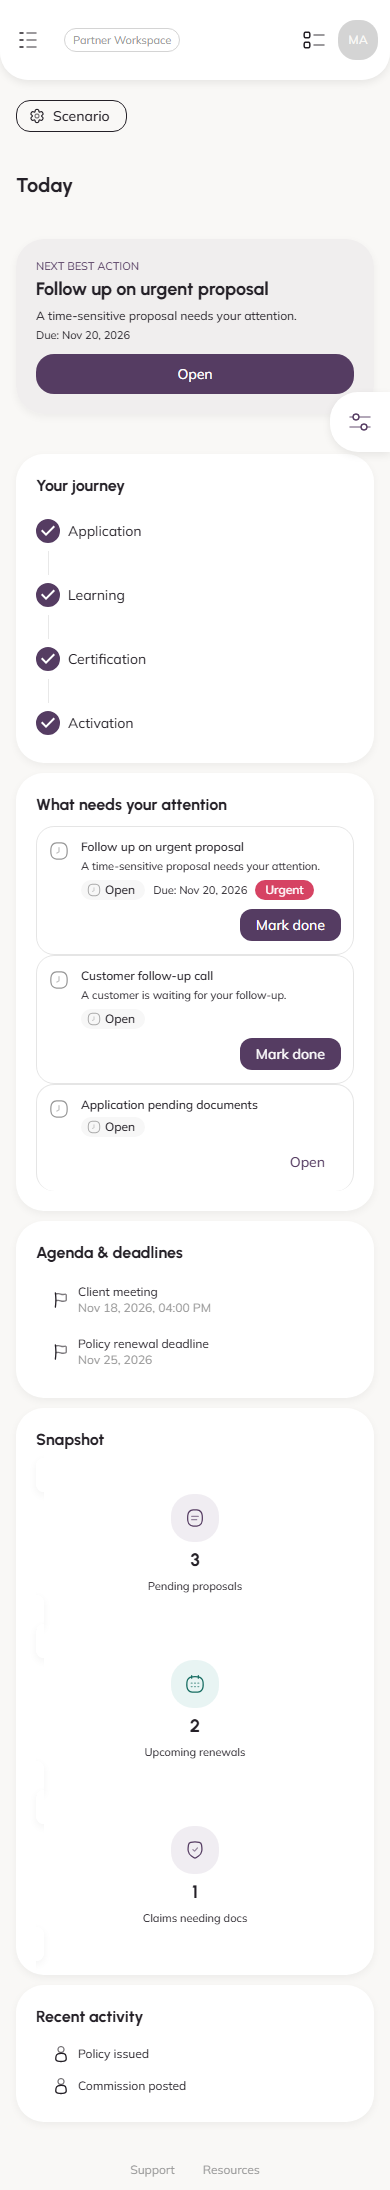 Partner Workspace
MA
Scenario
Today
NEXT BEST ACTION
Follow up on urgent proposal
A time-sensitive proposal needs your attention.
Due: Nov 20, 2026
Open
Your journey
Application
Learning
Certification
Activation
What needs your attention
Follow up on urgent proposal
A time-sensitive proposal needs your attention.
Open Due: Nov 20, 2026 Urgent
Mark done
Customer follow-up call
A customer is waiting for your follow-up.
Open
Mark done
Application pending documents
Open
Open
Agenda & deadlines
Client meeting
Nov 18, 2026, 04:00 PM
Policy renewal deadline
Nov 25, 2026
Snapshot
3
Pending proposals
2
Upcoming renewals
1
Claims needing docs
Recent activity
Policy issued
Commission posted
Support Resources